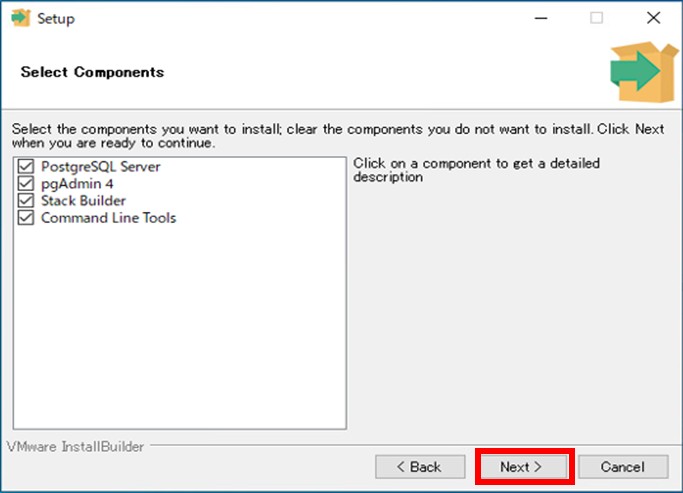 Setup
Select Components
Select the components you want to install; clear the components you do not want to install. Click Next
when you are ready to continue.
PostgreSQL Server
pgAdmin 4
Stack Builder
Command Line Tools
Click on a component to get a detailed
description
VMware InstallBuilder
< Back
Next >
Cancel